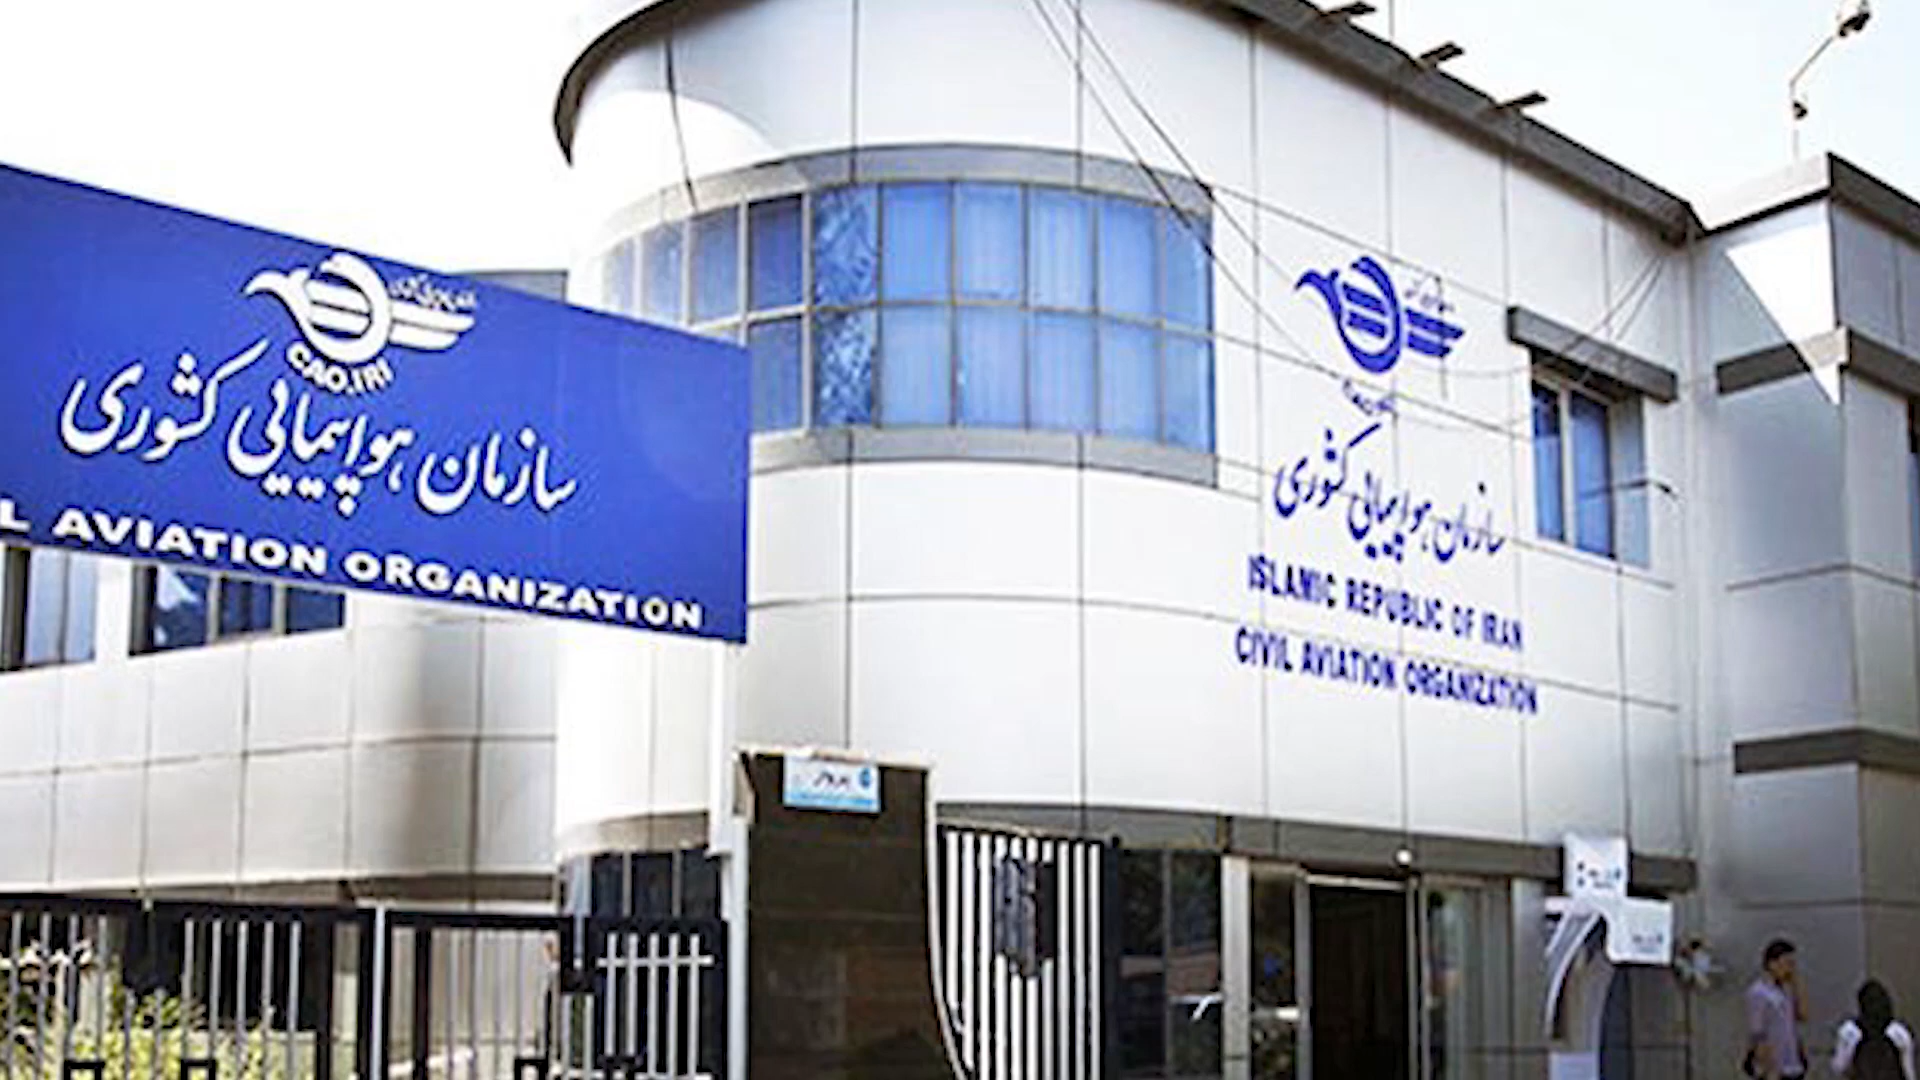 CAO.IRI
سازمان هواپیمایی کشوری
L AVIATION ORGANIZATION
سازمان هواپیمایی کشوری
ISLAMIC REPUBLIC OF IRAN
CIVIL AVIATION ORGANIZATION